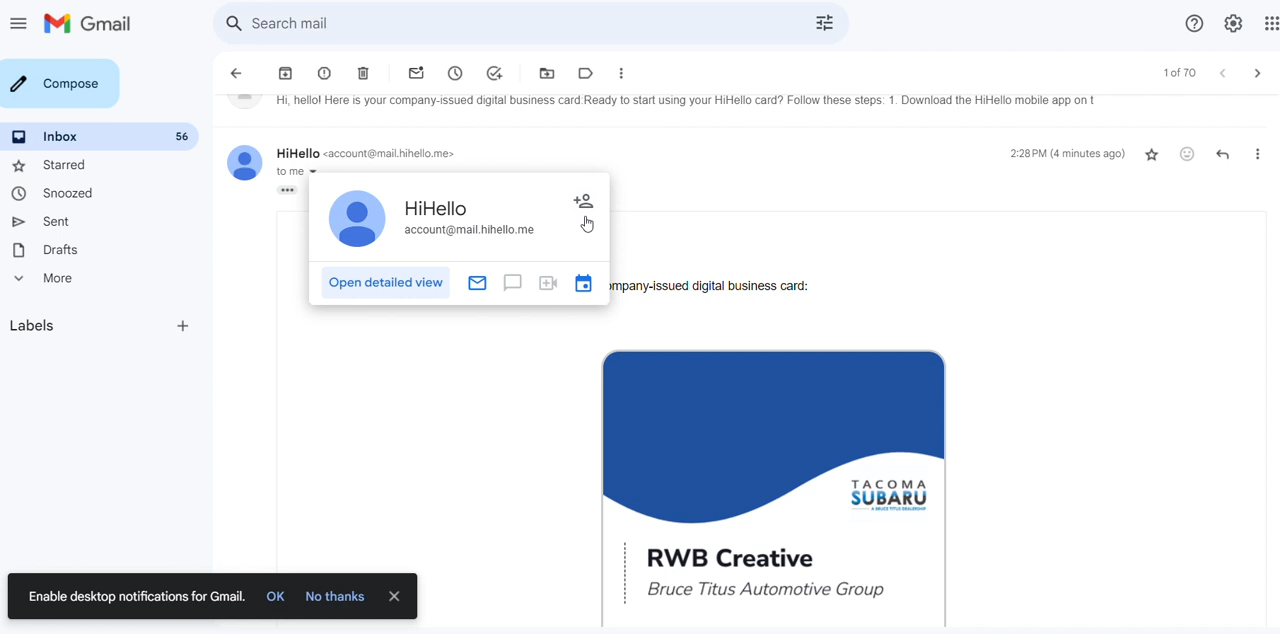 Gmail
Search mail
Compose
1 of 70
Hi, hello! Here is your company-issued digital business card:Ready to start using your HiHello card? Follow these steps: 1. Download the HiHello mobile app on t
Inbox 56
Starred
Snoozed
Sent
Drafts
More
Labels
HiHello <account@mail.hihello.me>
2:28 PM (4 minutes ago)
to me
HiHello
account@mail.hihello.me
Open detailed view
ompany-issued digital business card:
TACOMA
SUBARU
A BRUCE TITUS DEALERSHIP
RWB Creative
Bruce Titus Automotive Group
Enable desktop notifications for Gmail. OK No thanks